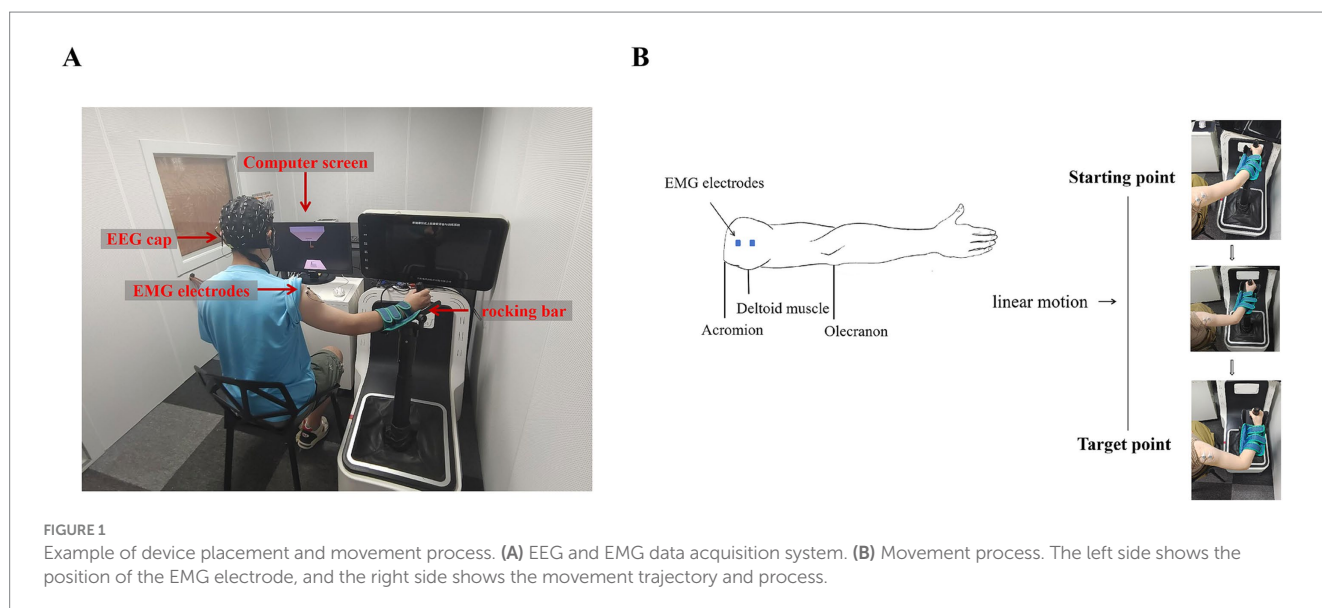 A
B
Computer screen
EEG cap
EMG electrodes
rocking bar
EMG electrodes
Deltoid muscle
Acromion
Olecranon
Starting point
linear motion
Target point
FIGURE 1
Example of device placement and movement process. (A) EEG and EMG data acquisition system. (B) Movement process. The left side shows the
position of the EMG electrode, and the right side shows the movement trajectory and process.